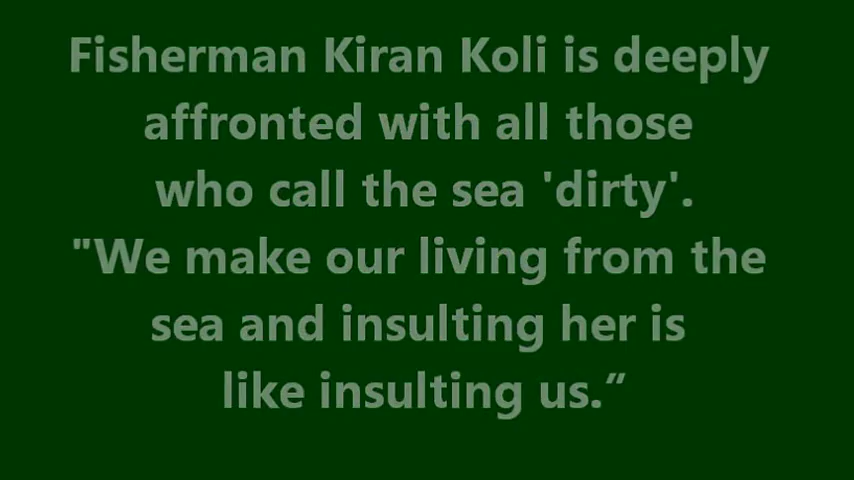 Fisherman Kiran Koli is deeply
affronted with all those
who call the sea 'dirty'.
"We make our living from the
sea and insulting her is
like insulting us.”